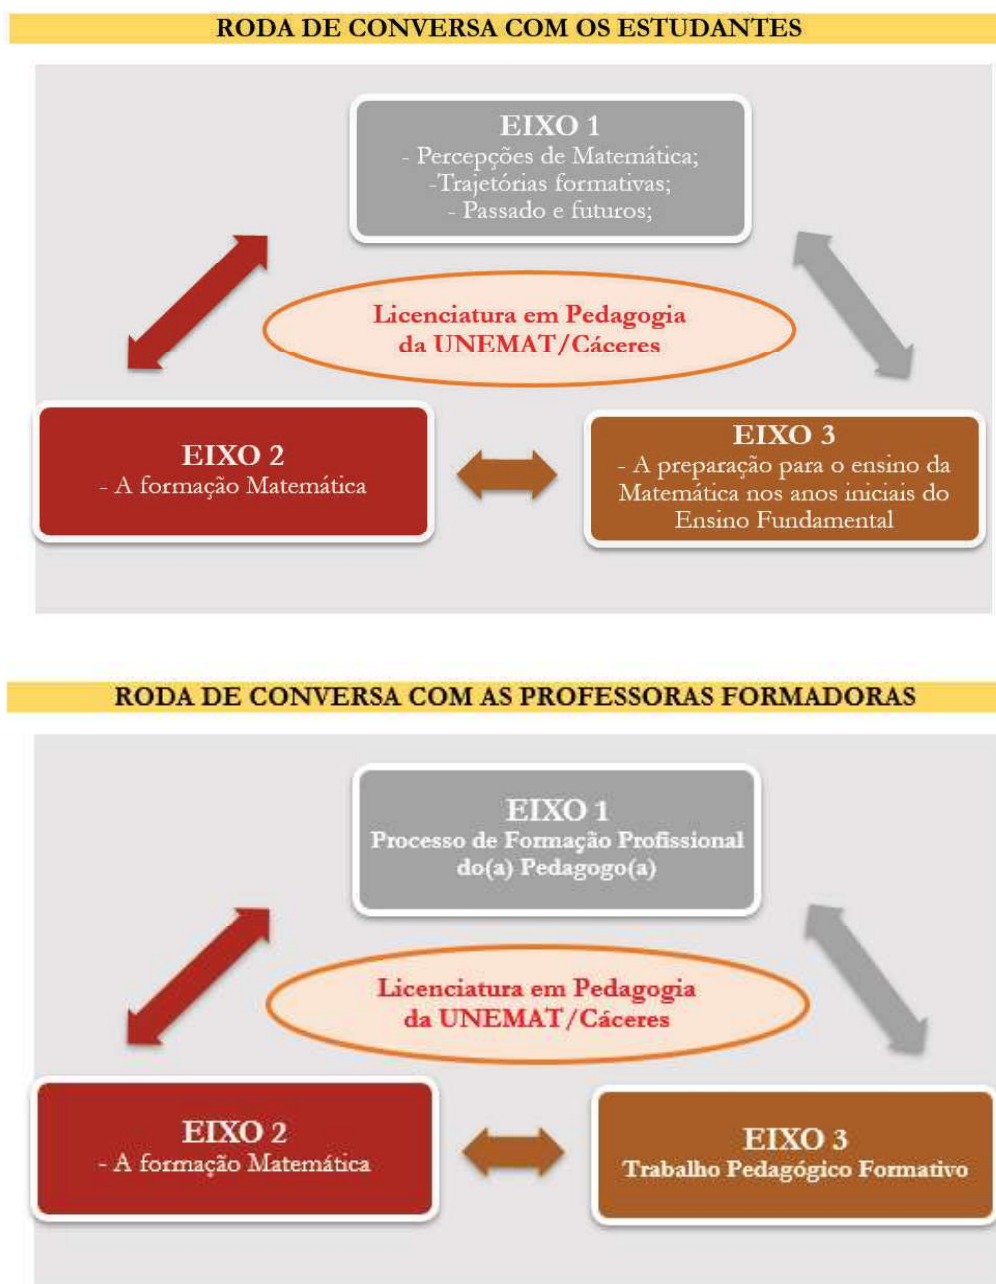 RODA DE CONVERSA COM OS ESTUDANTES
EIXO 1
- Percepções de Matemática;
-Trajetórias formativas;
- Passado e futuros;
Licenciatura em Pedagogia
da UNEMAT/Cáceres
EIXO 2
- A formação Matemática
EIXO 3
- A preparação para o ensino da
Matemática nos anos iniciais do
Ensino Fundamental
RODA DE CONVERSA COM AS PROFESSORAS FORMADORAS
EIXO 1
Processo de Formação Profissional
do(a) Pedagogo(a)
Licenciatura em Pedagogia
da UNEMAT/Cáceres
EIXO 2
- A formação Matemática
EIXO 3
Trabalho Pedagógico Formativo